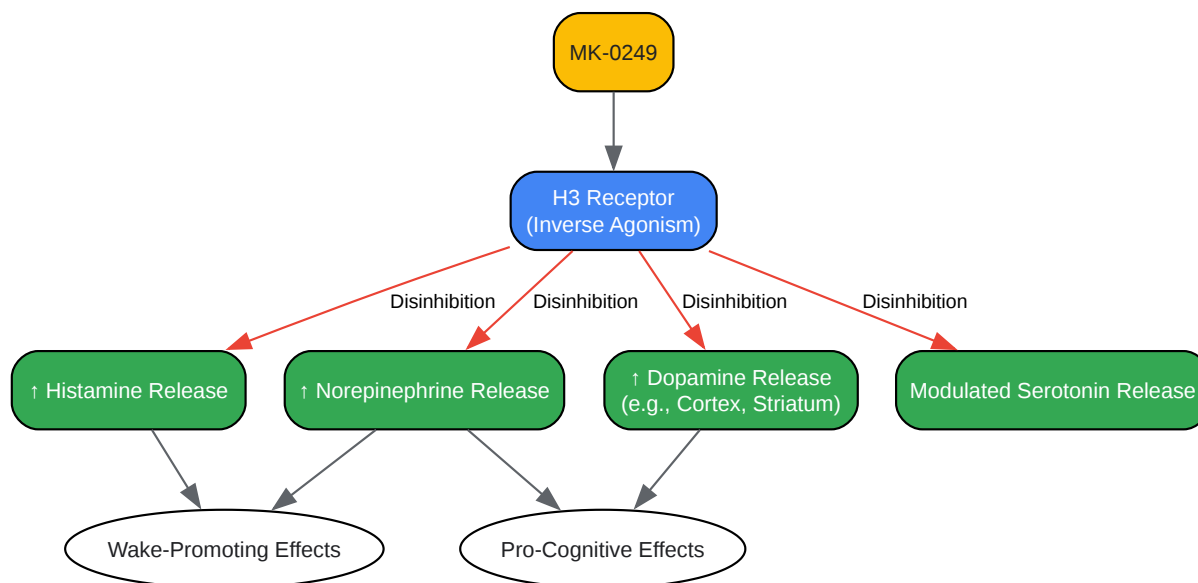 MK-0249
H3 Receptor
(Inverse Agonism)
Disinhibition
Disinhibition
Disinhibition
Disinhibition
↑ Histamine Release
↑ Norepinephrine Release
↑ Dopamine Release
(e.g., Cortex, Striatum)
Modulated Serotonin Release
Wake-Promoting Effects
Pro-Cognitive Effects